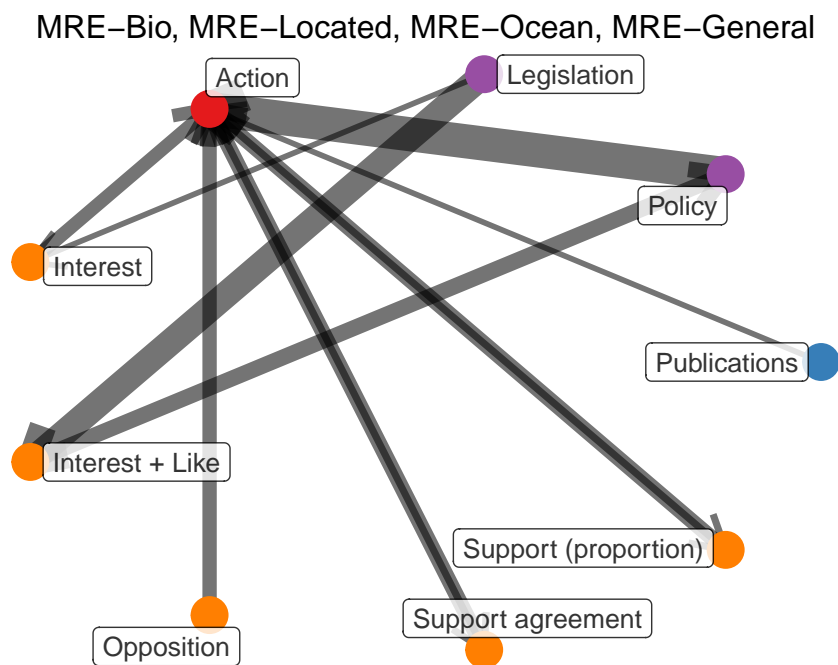 MRE−Bio, MRE−Located, MRE−Ocean, MRE−General
Action
Legislation
Policy
Interest
Publications
Interest + Like
Support (proportion)
Support agreement
Opposition